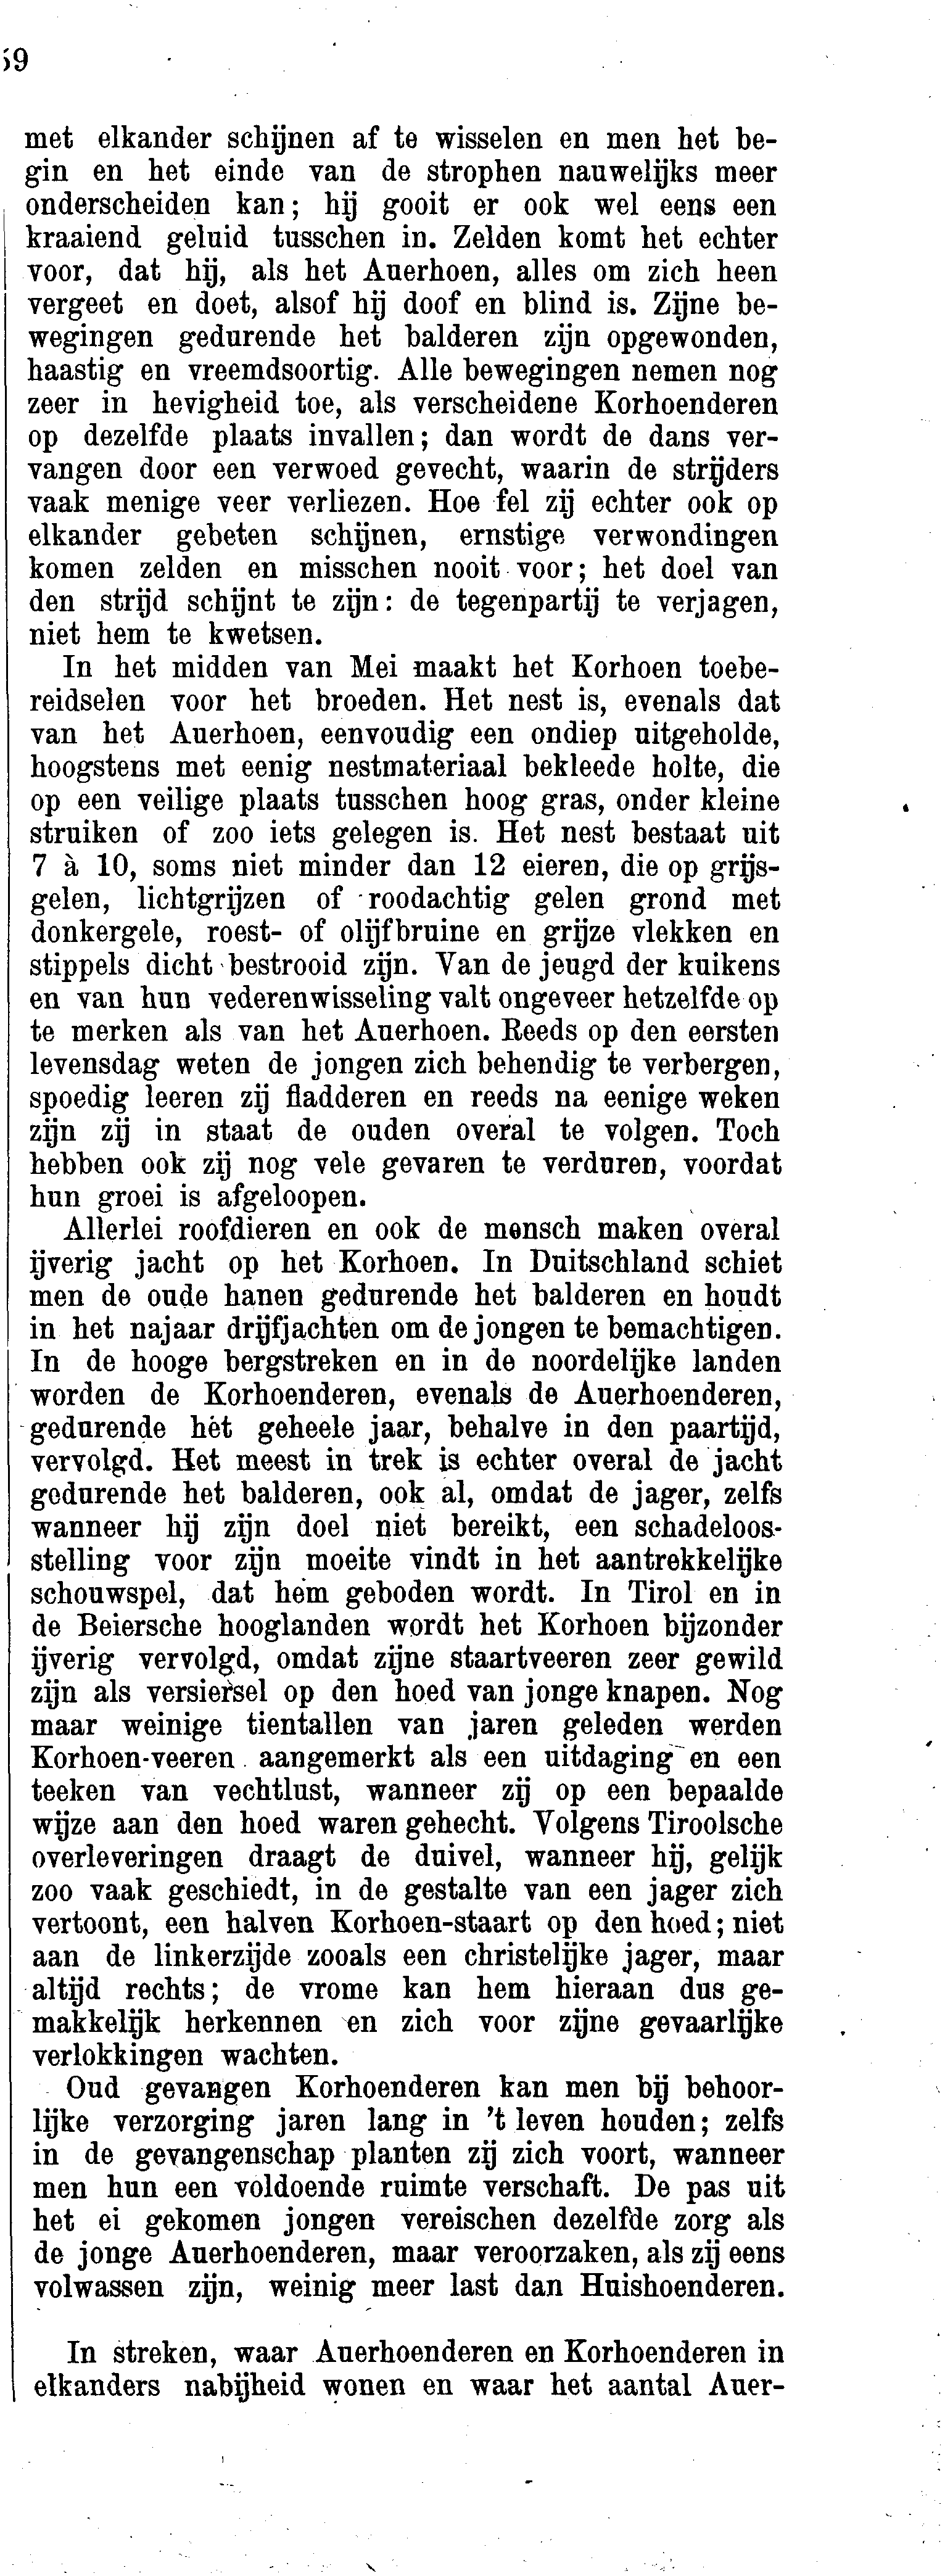 59
met elkander schijnen af te wisselen en men het be-
gin en het einde van de strophen nauwelijks meer
onderscheiden kan; hij gooit er ook wel eens een
kraaiend geluid tusschen in. Zelden komt het echter
voor, dat hij, als het Auerhoen, alles om zich heen
vergeet en doet, alsof hij doof en blind is. Zijne be-
wegingen gedurende het balderen zijn opgewonden,
haastig en vreemdsoortig. Alle bewegingen nemen nog
zeer in hevigheid toe, als verscheidene Korhoenderen
op dezelfde plaats invallen; dan wordt de dans ver-
vangen door een verwoed gevecht, waarin de strijders
vaak menige veer verliezen. Hoe fel zij echter ook op
elkander gebeten schijnen, ernstige verwondingen
komen zelden en misschen nooit voor; het doel van
den strijd schijnt te zijn: de tegenpartij te verjagen,
niet hem te kwetsen.
In het midden van Mei maakt het Korhoen toebe-
reidselen voor het broeden. Het nest is, evenals dat
van het Auerhoen, eenvoudig een ondiep uitgeholde,
hoogstens met eenig nestmateriaal bekleede holte, die
op een veilige plaats tusschen hoog gras, onder kleine
struiken of zoo iets gelegen is. Het nest bestaat uit
7 à 10, soms niet minder dan 12 eieren, die op grijs-
gelen, lichtgrijzen of roodachtig gelen grond met
donkergele, roest- of olijfbruine en grijze vlekken en
stippels dicht bestrooid zijn. Van de jeugd der kuikens
en van hun vederenwisseling valt ongeveer hetzelfde op
te merken als van het Auerhoen. Reeds op den eersten
levensdag weten de jongen zich behendig te verbergen,
spoedig leeren zij fladderen en reeds na eenige weken
zijn zij in staat de ouden overal te volgen. Toch
hebben ook zij nog vele gevaren te verduren, voordat
hun groei is afgeloopen.
Allerlei roofdieren en ook de mensch maken overal
ijverig jacht op het Korhoen. In Duitschland schiet
men de oude hanen gedurende het balderen en houdt
in het najaar drijfjachten om de jongen te bemachtigen.
In de hooge bergstreken en in de noordelijke landen
worden de Korhoenderen, evenals de Auerhoenderen,
gedurende het geheele jaar, behalve in den paartijd,
vervolgd. Het meest in trek is echter overal de jacht
gedurende het balderen, ook al, omdat de jager, zelfs
wanneer hij zijn doel niet bereikt, een schadeloos-
stelling voor zijn moeite vindt in het aantrekkelijke
schouwspel, dat hem geboden wordt. In Tirol en in
de Beiersche hooglanden wordt het Korhoen bijzonder
ijverig vervolgd, omdat zijne staartveeren zeer gewild
zijn als versiersel op den hoed van jonge knapen. Nog
maar weinige tientallen van jaren geleden werden
Korhoen-veeren aangemerkt als een uitdaging en een
teeken van vechtlust, wanneer zij op een bepaalde
wijze aan den hoed waren gehecht. Volgens Tiroolsche
overleveringen draagt de duivel, wanneer hij, gelijk
zoo vaak geschiedt, in de gestalte van een jager zich
vertoont, een halven Korhoen-staart op den hoed; niet
aan de linkerzijde zooals een christelijke jager, maar
altijd rechts; de vrome kan hem hieraan dus ge-
makkelijk herkennen en zich voor zijne gevaarlijke
verlokkingen wachten.
Oud gevangen Korhoenderen kan men bij behoor-
lijke verzorging jaren lang in 't leven houden; zelfs
in de gevangenschap planten zij zich voort, wanneer
men hun een voldoende ruimte verschaft. De pas uit
het ei gekomen jongen vereischen dezelfde zorg als
de jonge Auerhoenderen, maar veroorzaken, als zij eens
volwassen zijn, weinig meer last dan Huishoenderen.
In streken, waar Auerhoenderen en Korhoenderen in
elkanders nabijheid wonen en waar het aantal Auer-